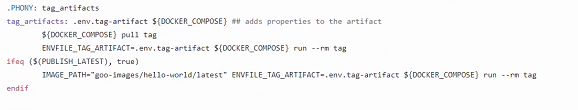 .PHONY: tag_artifacts
tag_artifacts: .env.tag-artifact ${DOCKER_COMPOSE} ## adds properties to the artifact
${DOCKER_COMPOSE} pull tag
ENVFILE_TAG_ARTIFACT=.env.tag-artifact ${DOCKER_COMPOSE} run --rm tag
ifeq ($(PUBLISH_LATEST), true)
IMAGE_PATH="goo-images/hello-world/latest" ENVFILE_TAG_ARTIFACT=.env.tag-artifact ${DOCKER_COMPOSE} run --rm tag
endif